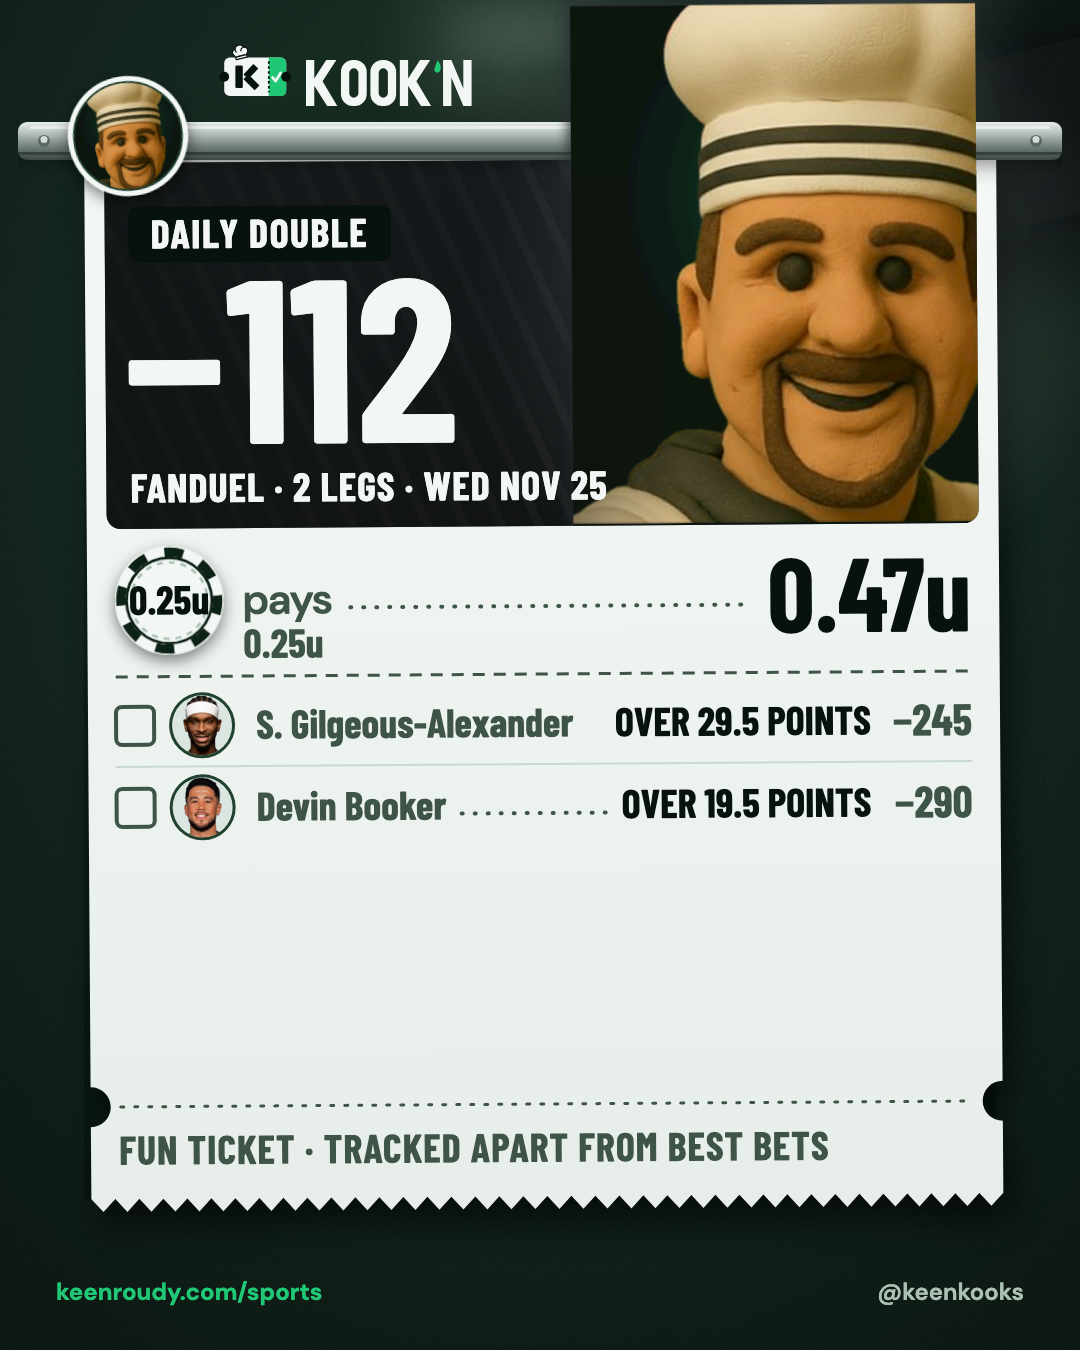 K KOOK'N
DAILY DOUBLE
–112
FANDUEL · 2 LEGS · WED NOV 25
0.25u pays 0.47u
0.25u
S. Gilgeous-Alexander OVER 29.5 POINTS –245
Devin Booker OVER 19.5 POINTS –290
FUN TICKET · TRACKED APART FROM BEST BETS
keenroudy.com/sports @keenkooks